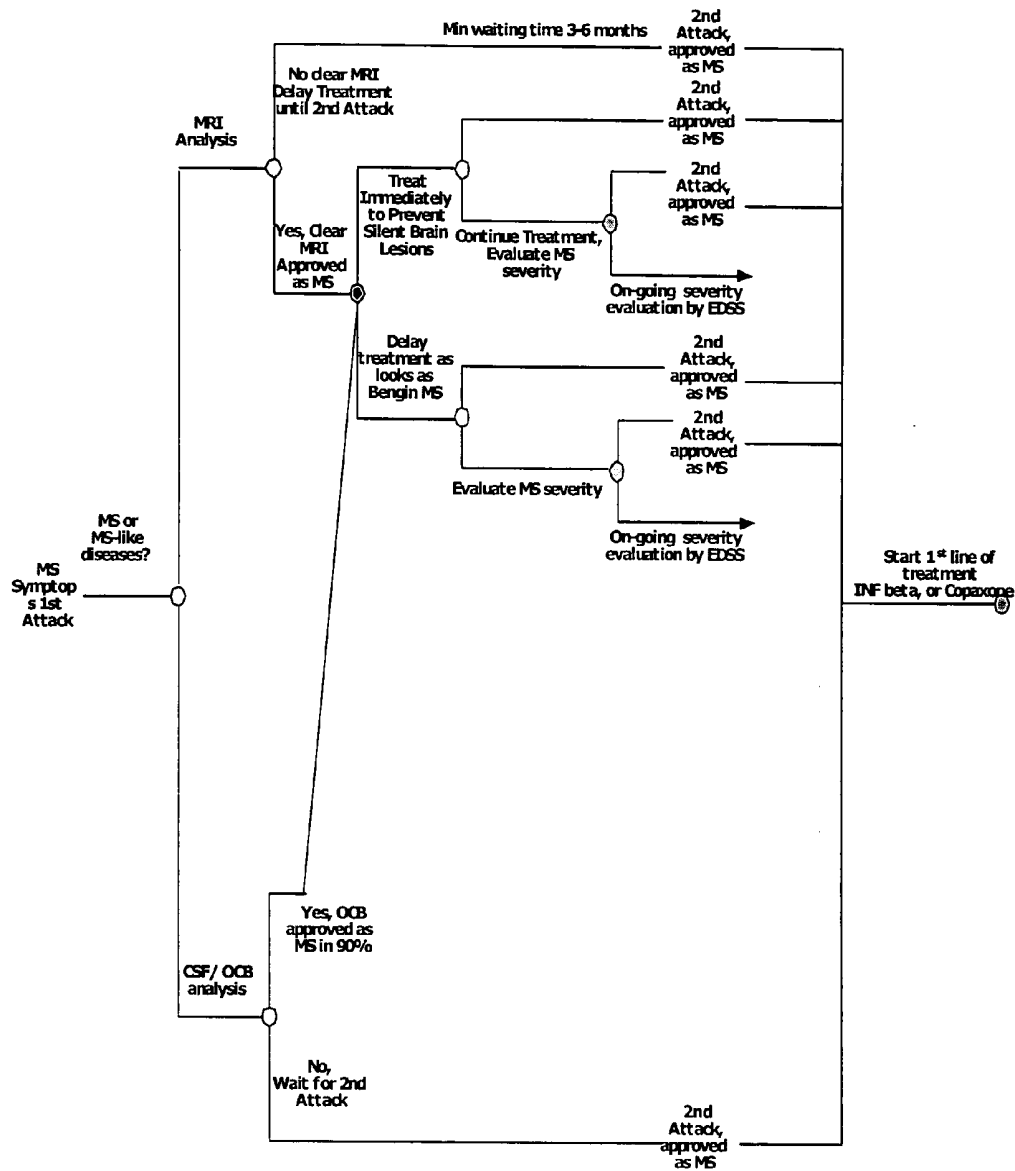 Min waiting time 3-6 months
2nd
Attack,
approved
as MS
No clear MRI
Delay Treatment
until 2nd Attack
MRI
Analysis
2nd
Attack,
approved
as MS
Treat
Immediately
to Prevent
Silent Brain
Lesions
2nd
Attack,
approved
as MS
Yes, Clear
MRI
Approved
as MS
Continue Treatment,
Evaluate MS
severity
On-going severity
evaluation by EDSS
Delay
treatment as
looks as
Bengin MS
2nd
Attack,
approved
as MS
2nd
Attack,
approved
as MS
Evaluate MS severity
On-going severity
evaluation by EDSS
MS or
MS-like
diseases?
MS
Symptop
s 1st
Attack
Start 1st line of
treatment
INF beta, or Copaxope
Yes, OCB
approved as
MS in 90%
CSF/ OCB
analysis
No,
Wait for 2nd
Attack
2nd
Attack,
approved
as MS